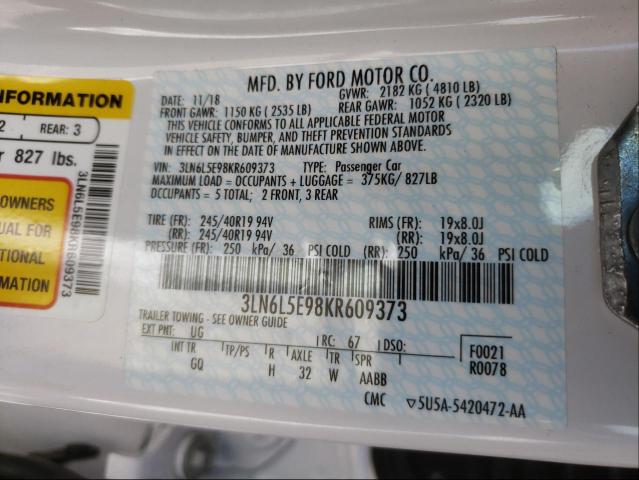 INFORMATION
2 REAR: 3
r 827 lbs.
OWNERS
UAL FOR
ITIONAL
MATION
3LN6L5E98KR609373
MFD. BY FORD MOTOR CO.
DATE: 11/18 GVWR: 2182 KG ( 4810 LB)
FRONT GAWR: 1150 KG ( 2535 LB) REAR GAWR: 1052 KG ( 2320 LB)
THIS VEHICLE CONFORMS TO ALL APPLICABLE FEDERAL MOTOR
VEHICLE SAFETY, BUMPER, AND THEFT PREVENTION STANDARDS
IN EFFECT ON THE DATE OF MANUFACTURE SHOWN ABOVE.
VIN: 3LN6L5E98KR609373 TYPE: Passenger Car
MAXIMUM LOAD = OCCUPANTS + LUGGAGE = 375KG/ 827LB
OCCUPANTS = 5 TOTAL; 2 FRONT, 3 REAR
TIRE (FR): 245/40R19 94V RIMS (FR): 19x8.0J
(RR): 245/40R19 94V (RR): 19x8.0J
PRESSURE (FR): 250 kPa/ 36 PSI COLD (RR): 250 kPa/ 36 PSI COLD
3LN6L5E98KR609373
TRAILER TOWING - SEE OWNER GUIDE
EXT PNT: UG RC: 67 DSO:
INT TR TP/PS R AXLE TR SPR F0021
GQ H 32 W AABB R0078
CMC ▽5U5A-5420472-AA